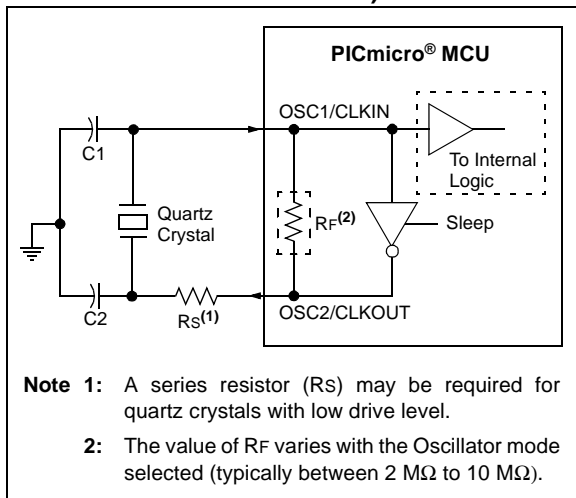 PICmicro® MCU
OSC1/CLKIN
C1
To Internal
Logic
Quartz
Crystal
RF(2)
Sleep
C2
RS(1)
OSC2/CLKOUT
Note 1: A series resistor (RS) may be required for
quartz crystals with low drive level.
2: The value of RF varies with the Oscillator mode
selected (typically between 2 MΩ to 10 MΩ).